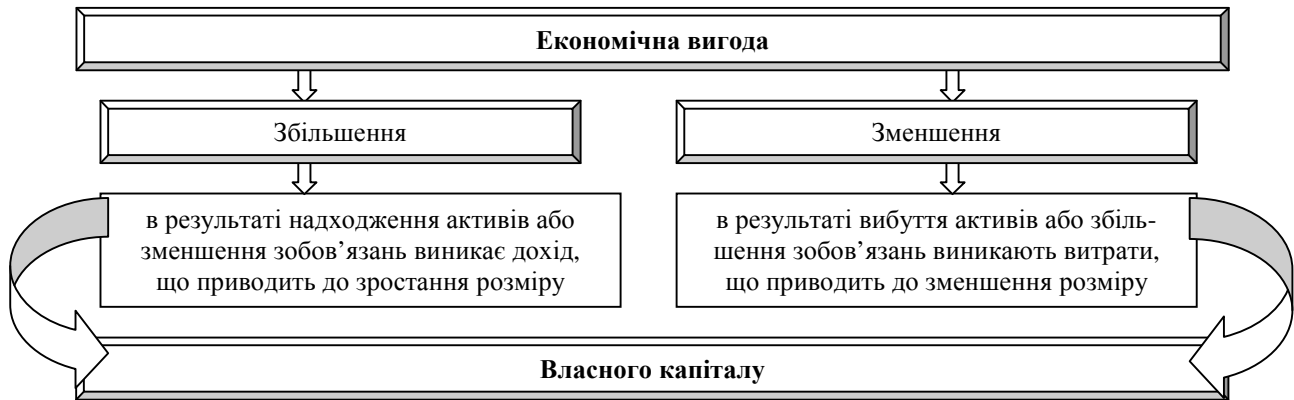 Економічна вигода
Збільшення
Зменшення
в результаті надходження активів або
зменшення зобов’язань виникає дохід,
що приводить до зростання розміру
в результаті вибуття активів або збіль-
шення зобов’язань виникають витрати,
що приводить до зменшення розміру
Власного капіталу